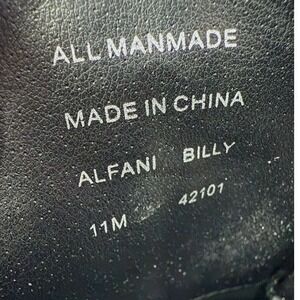 ALL MANMADE
MADE IN CHINA
ALFANI BILLY
11M 42101